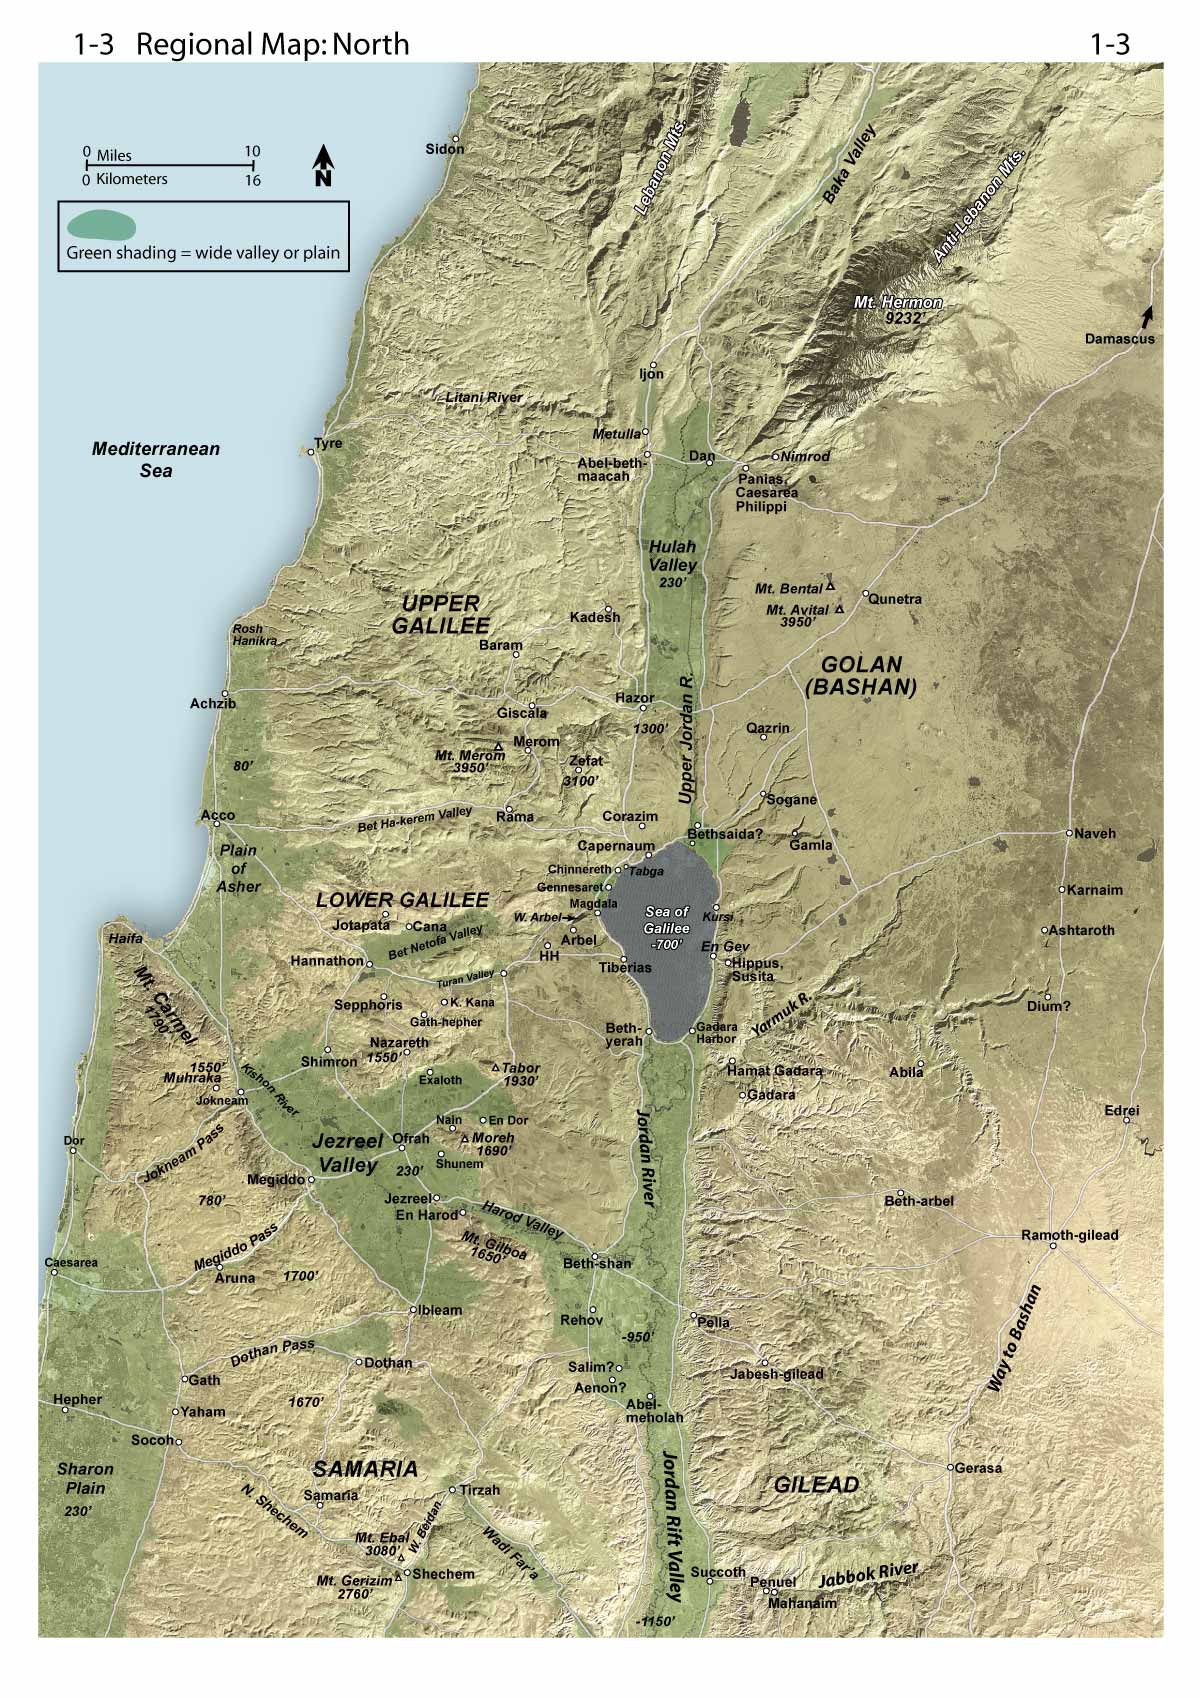 1-3 Regional Map: North
1-3
0 Miles 10
0 Kilometers 16
N
Green shading = wide valley or plain
Sidon
Lebanon Mts.
Baka Valley
Anti-Lebanon Mts.
Mt. Hermon
9232'
Damascus
Ijon
Litani River
Mediterranean
Sea
Tyre
Metulla
Abel-beth-
maacah
Dan
Nimrod
Panias,
Caesarea
Philippi
Hulah
Valley
230'
Mt. Bental
Mt. Avital
3950'
Qunetra
UPPER
GALILEE
Kadesh
Rosh
Hanikra
Baram
GOLAN
(BASHAN)
Achzib
Giscala
Hazor
1300'
Upper Jordan R.
Qazrin
Merom
Mt. Merom
3950'
Zefat
3100'
80'
Sogane
Acco
Bet Ha-kerem Valley
Rama
Corazim
Bethsaida?
Gamla
Naveh
Plain
of
Asher
Capernaum
Chinnereth
Tabga
Gennesaret
Magdala
Karnaim
LOWER GALILEE
Jotapata
Cana
W. Arbel
Arbel
Sea of
Galilee
-700'
Kursi
Ashtaroth
Haifa
Bet Netofa Valley
Hannathon
HH
Tiberias
En Gev
Hippus,
Susita
Turan Valley
Mt. Carmel
1790'
Sepphoris
K. Kana
Gath-hepher
Yarmuk R.
Dium?
Beth-
yerah
Gadara
Harbor
Nazareth
1550'
Shimron
Exaloth
Tabor
1930'
Hamat Gadara
Abila
Gadara
1550'
Muhraka
Jokneam
Kishon River
Edrei
Dor
Jokneam Pass
Jezreel
Valley
Ofrah
230'
Nain
En Dor
Moreh
1690'
Shunem
Jordan River
Megiddo
780'
Jezreel
En Harod
Harod Valley
Beth-arbel
Megiddo Pass
Mt. Gilboa
1650'
Ramoth-gilead
Caesarea
Aruna
1700'
Beth-shan
Way to Bashan
Ibleam
Rehov
-950'
Pella
Dothan Pass
Dothan
Gath
Salim?
Aenon?
Jabesh-gilead
Hepher
1670'
Yaham
Abel-
meholah
Socoh
Sharon
Plain
230'
SAMARIA
Gerasa
GILEAD
Samaria
Tirzah
N. Shechem
W. Beidan
Wadi Far'a
Jordan Rift Valley
Mt. Ebal
3080'
Shechem
Mt. Gerizim
2760'
Succoth
Penuel
Mahanaim
Jabbok River
-1150'